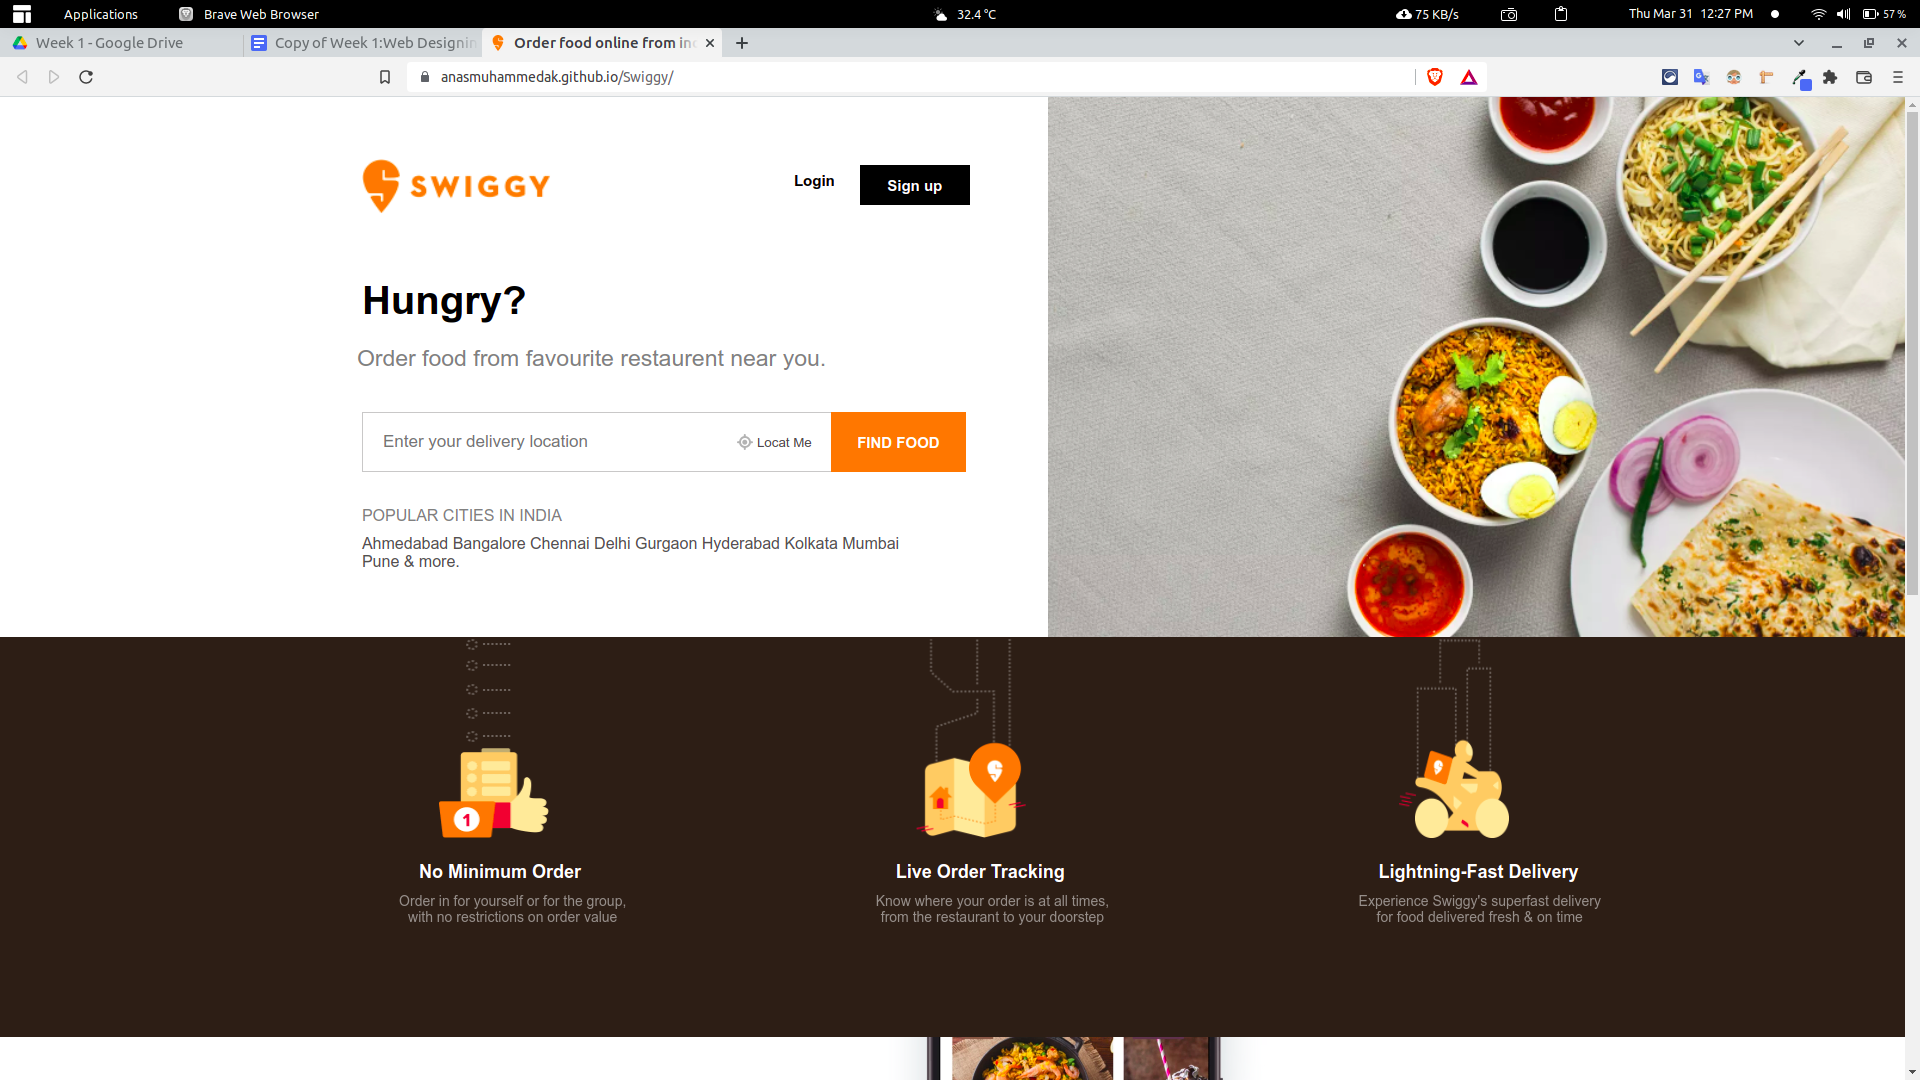 Applications
Brave Web Browser
32.4 °C
75 KB/s
Thu Mar 31 12:27 PM
57 %
Week 1 - Google Drive
Copy of Week 1:Web Designin
Order food online from in
anasmuhammedak.github.io/Swiggy/
SWIGGY
Login
Sign up
Hungry?
Order food from favourite restaurent near you.
Enter your delivery location
Locat Me
FIND FOOD
POPULAR CITIES IN INDIA
Ahmedabad Bangalore Chennai Delhi Gurgaon Hyderabad Kolkata Mumbai
Pune & more.
1
No Minimum Order
Order in for yourself or for the group,
with no restrictions on order value
Live Order Tracking
Know where your order is at all times,
from the restaurant to your doorstep
Lightning-Fast Delivery
Experience Swiggy's superfast delivery
for food delivered fresh & on time